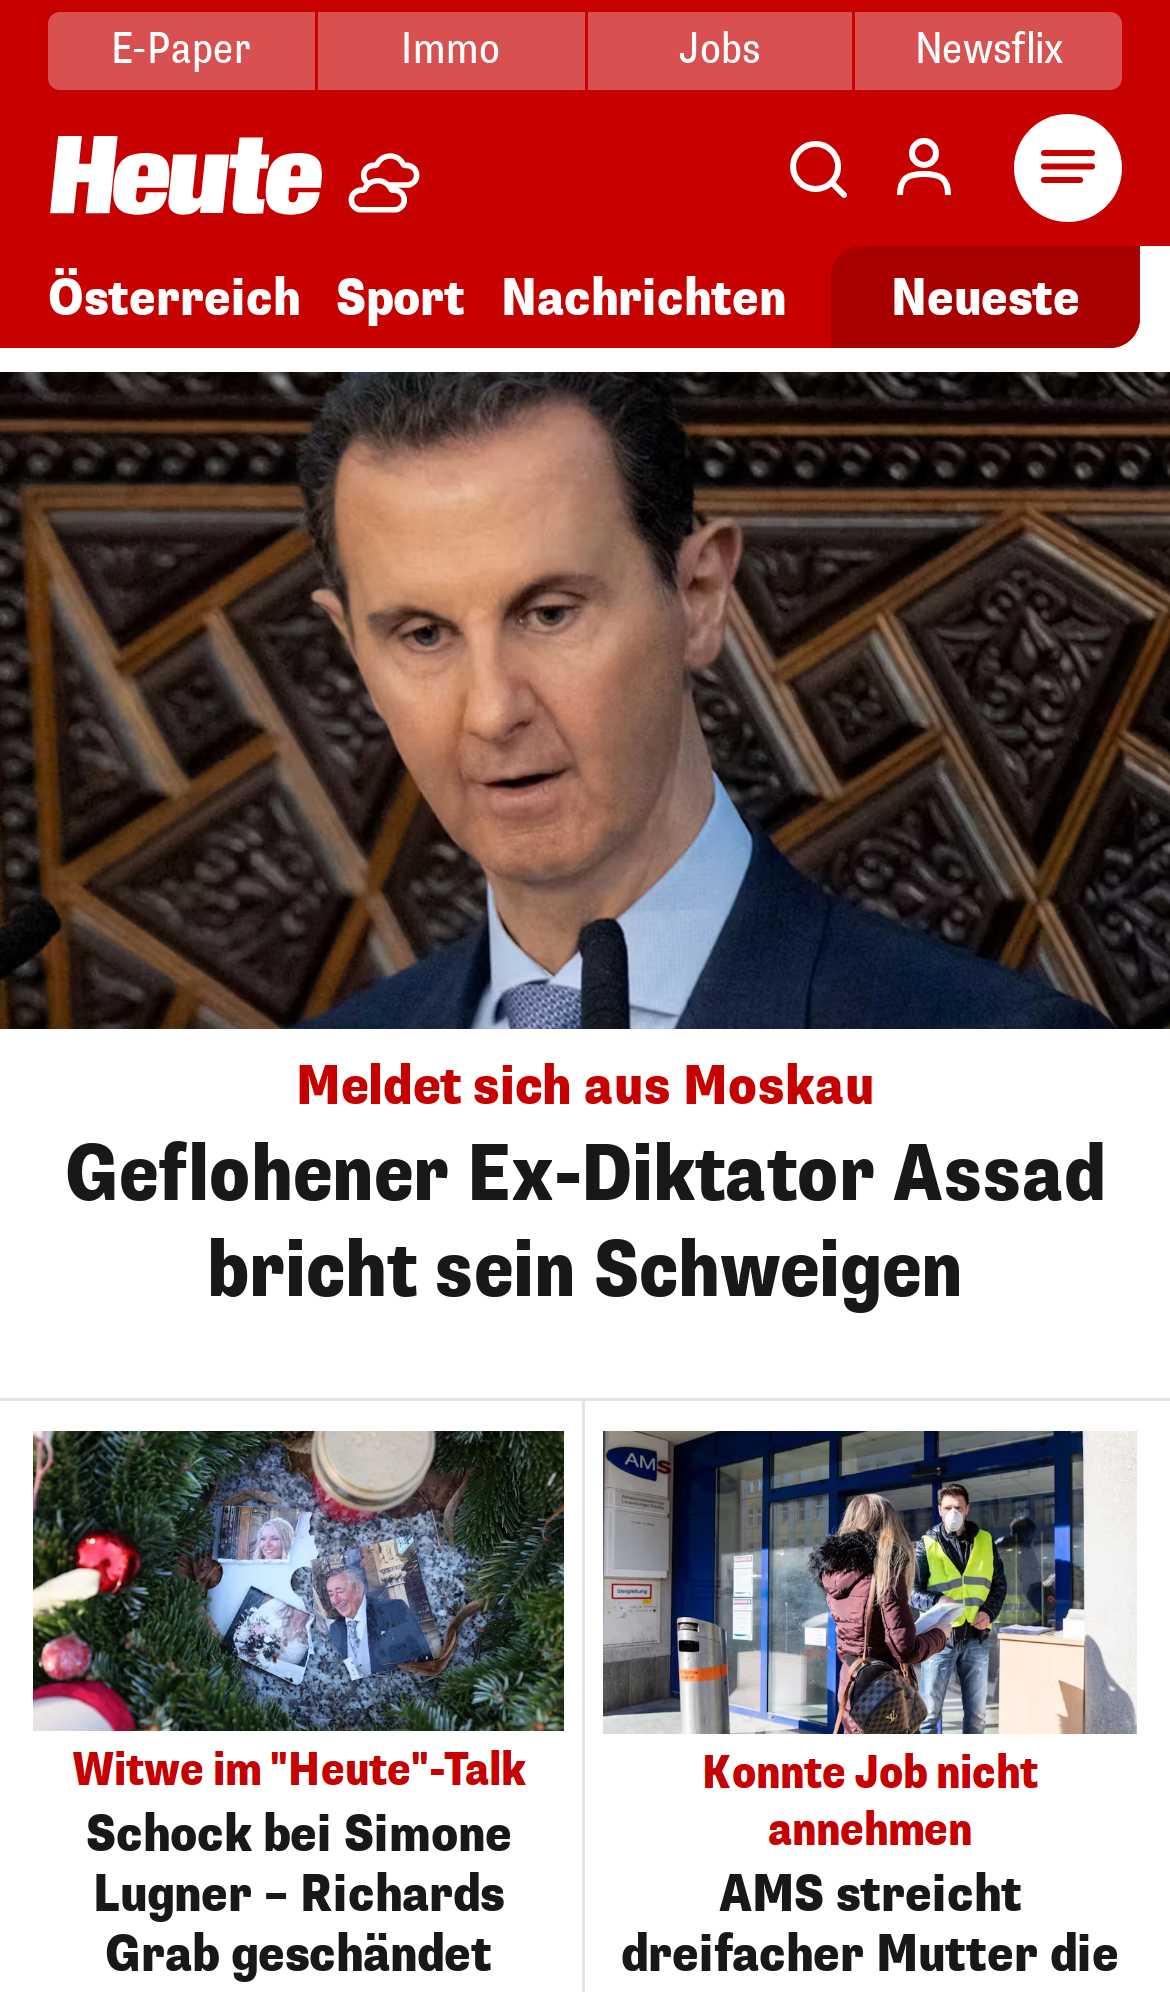 E-Paper
Immo
Jobs
Newsflix
Heute
Österreich
Sport
Nachrichten
Neueste
Meldet sich aus Moskau
Geflohener Ex-Diktator Assad
bricht sein Schweigen
AMS
Witwe im "Heute"-Talk
Schock bei Simone
Lugner – Richards
Grab geschändet
Konnte Job nicht
annehmen
AMS streicht
dreifacher Mutter die